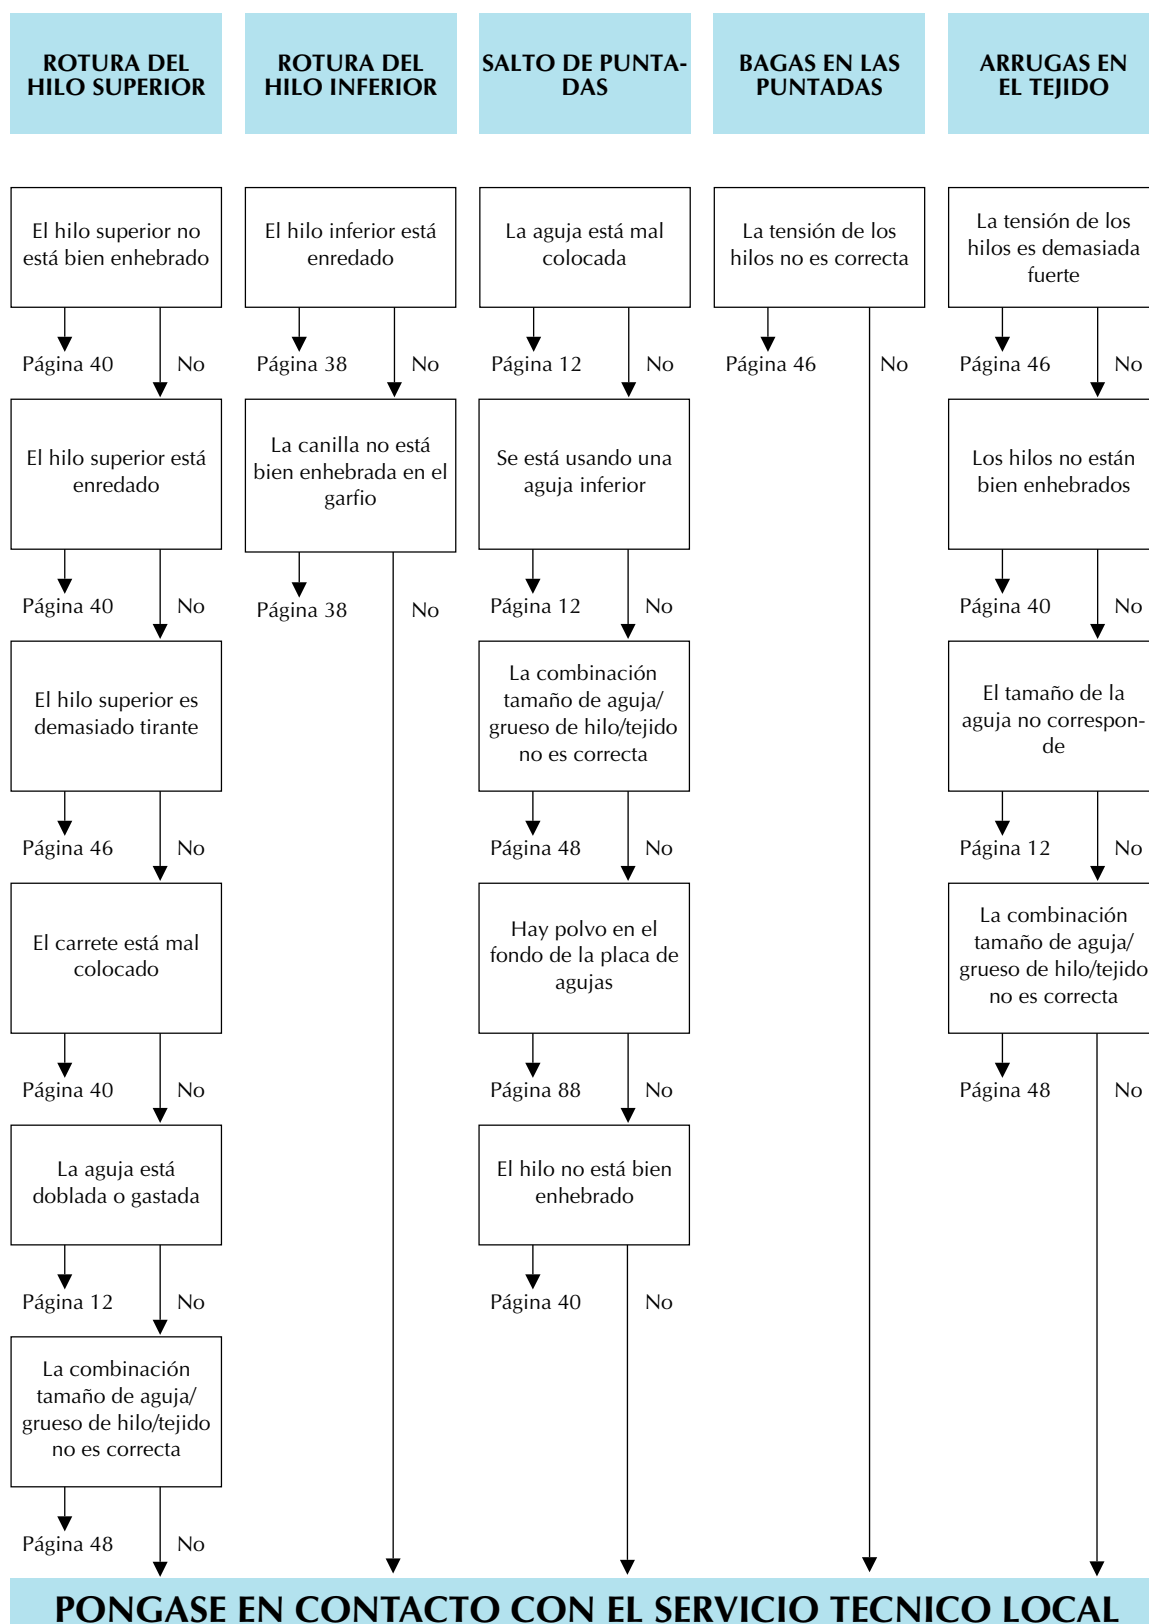 ROTURA DEL
HILO SUPERIOR
El hilo superior no
está bien enhebrado
Página 40
No
El hilo superior está
enredado
Página 40
No
El hilo superior es
demasiado tirante
Página 46
No
El carrete está mal
colocado
Página 40
No
La aguja está
doblada o gastada
Página 12
No
La combinación
tamaño de aguja/
grueso de hilo/tejido
no es correcta
Página 48
No
ROTURA DEL
HILO INFERIOR
El hilo inferior está
enredado
Página 38
No
La canilla no está
bien enhebrada en el
garfio
Página 38
No
SALTO DE PUNTA-
DAS
La aguja está mal
colocada
Página 12
No
Se está usando una
aguja inferior
Página 12
No
La combinación
tamaño de aguja/
grueso de hilo/tejido
no es correcta
Página 48
No
Hay polvo en el
fondo de la placa de
agujas
Página 88
No
El hilo no está bien
enhebrado
Página 40
No
BAGAS EN LAS
PUNTADAS
La tensión de los
hilos no es correcta
Página 46
No
ARRUGAS EN
EL TEJIDO
La tensión de los
hilos es demasiada
fuerte
Página 46
No
Los hilos no están
bien enhebrados
Página 40
No
El tamaño de la
aguja no correspon-
de
Página 12
No
La combinación
tamaño de aguja/
grueso de hilo/tejido
no es correcta
Página 48
No
PONGASE EN CONTACTO CON EL SERVICIO TECNICO LOCAL